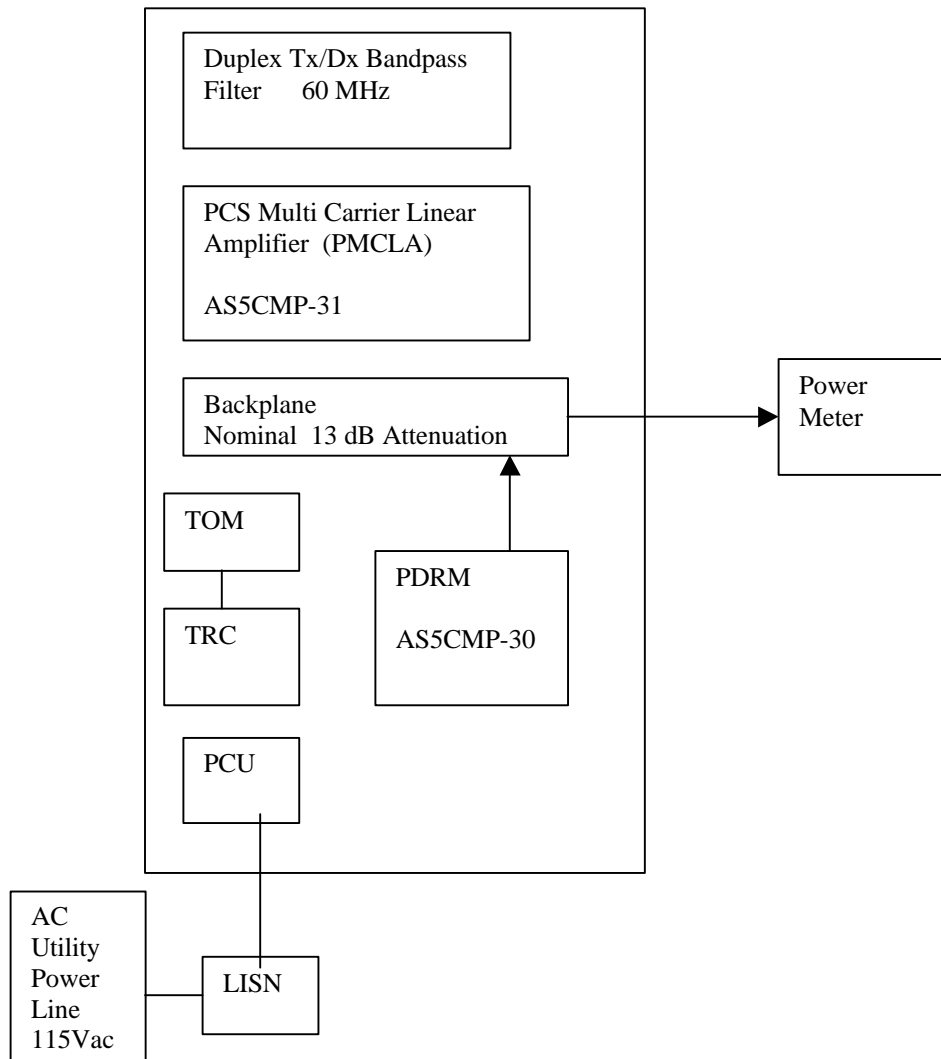 Duplex Tx/Dx Bandpass
Filter 60 MHz
PCS Multi Carrier Linear
Amplifier (PMCLA)
AS5CMP-31
Backplane
Nominal 13 dB Attenuation
Power
Meter
TOM
TRC
PDRM
AS5CMP-30
PCU
AC
Utility
Power
Line
115Vac
LISN